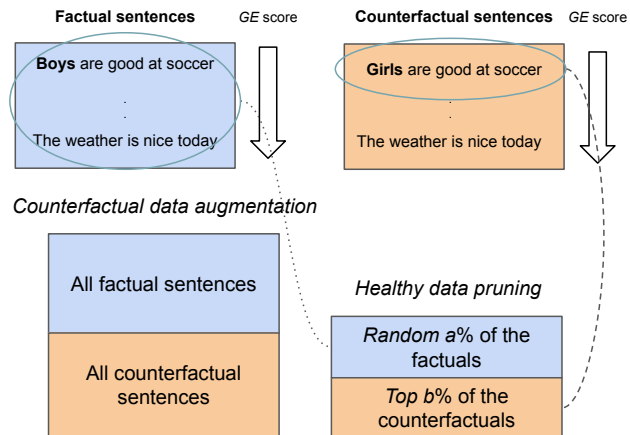 Factual sentences
GE score
Counterfactual sentences
GE score
Boys are good at soccer
.
.
The weather is nice today
Girls are good at soccer
.
.
The weather is nice today
Counterfactual data augmentation
All factual sentences
All counterfactual
sentences
Healthy data pruning
Random a% of the
factuals
Top b% of the
counterfactuals